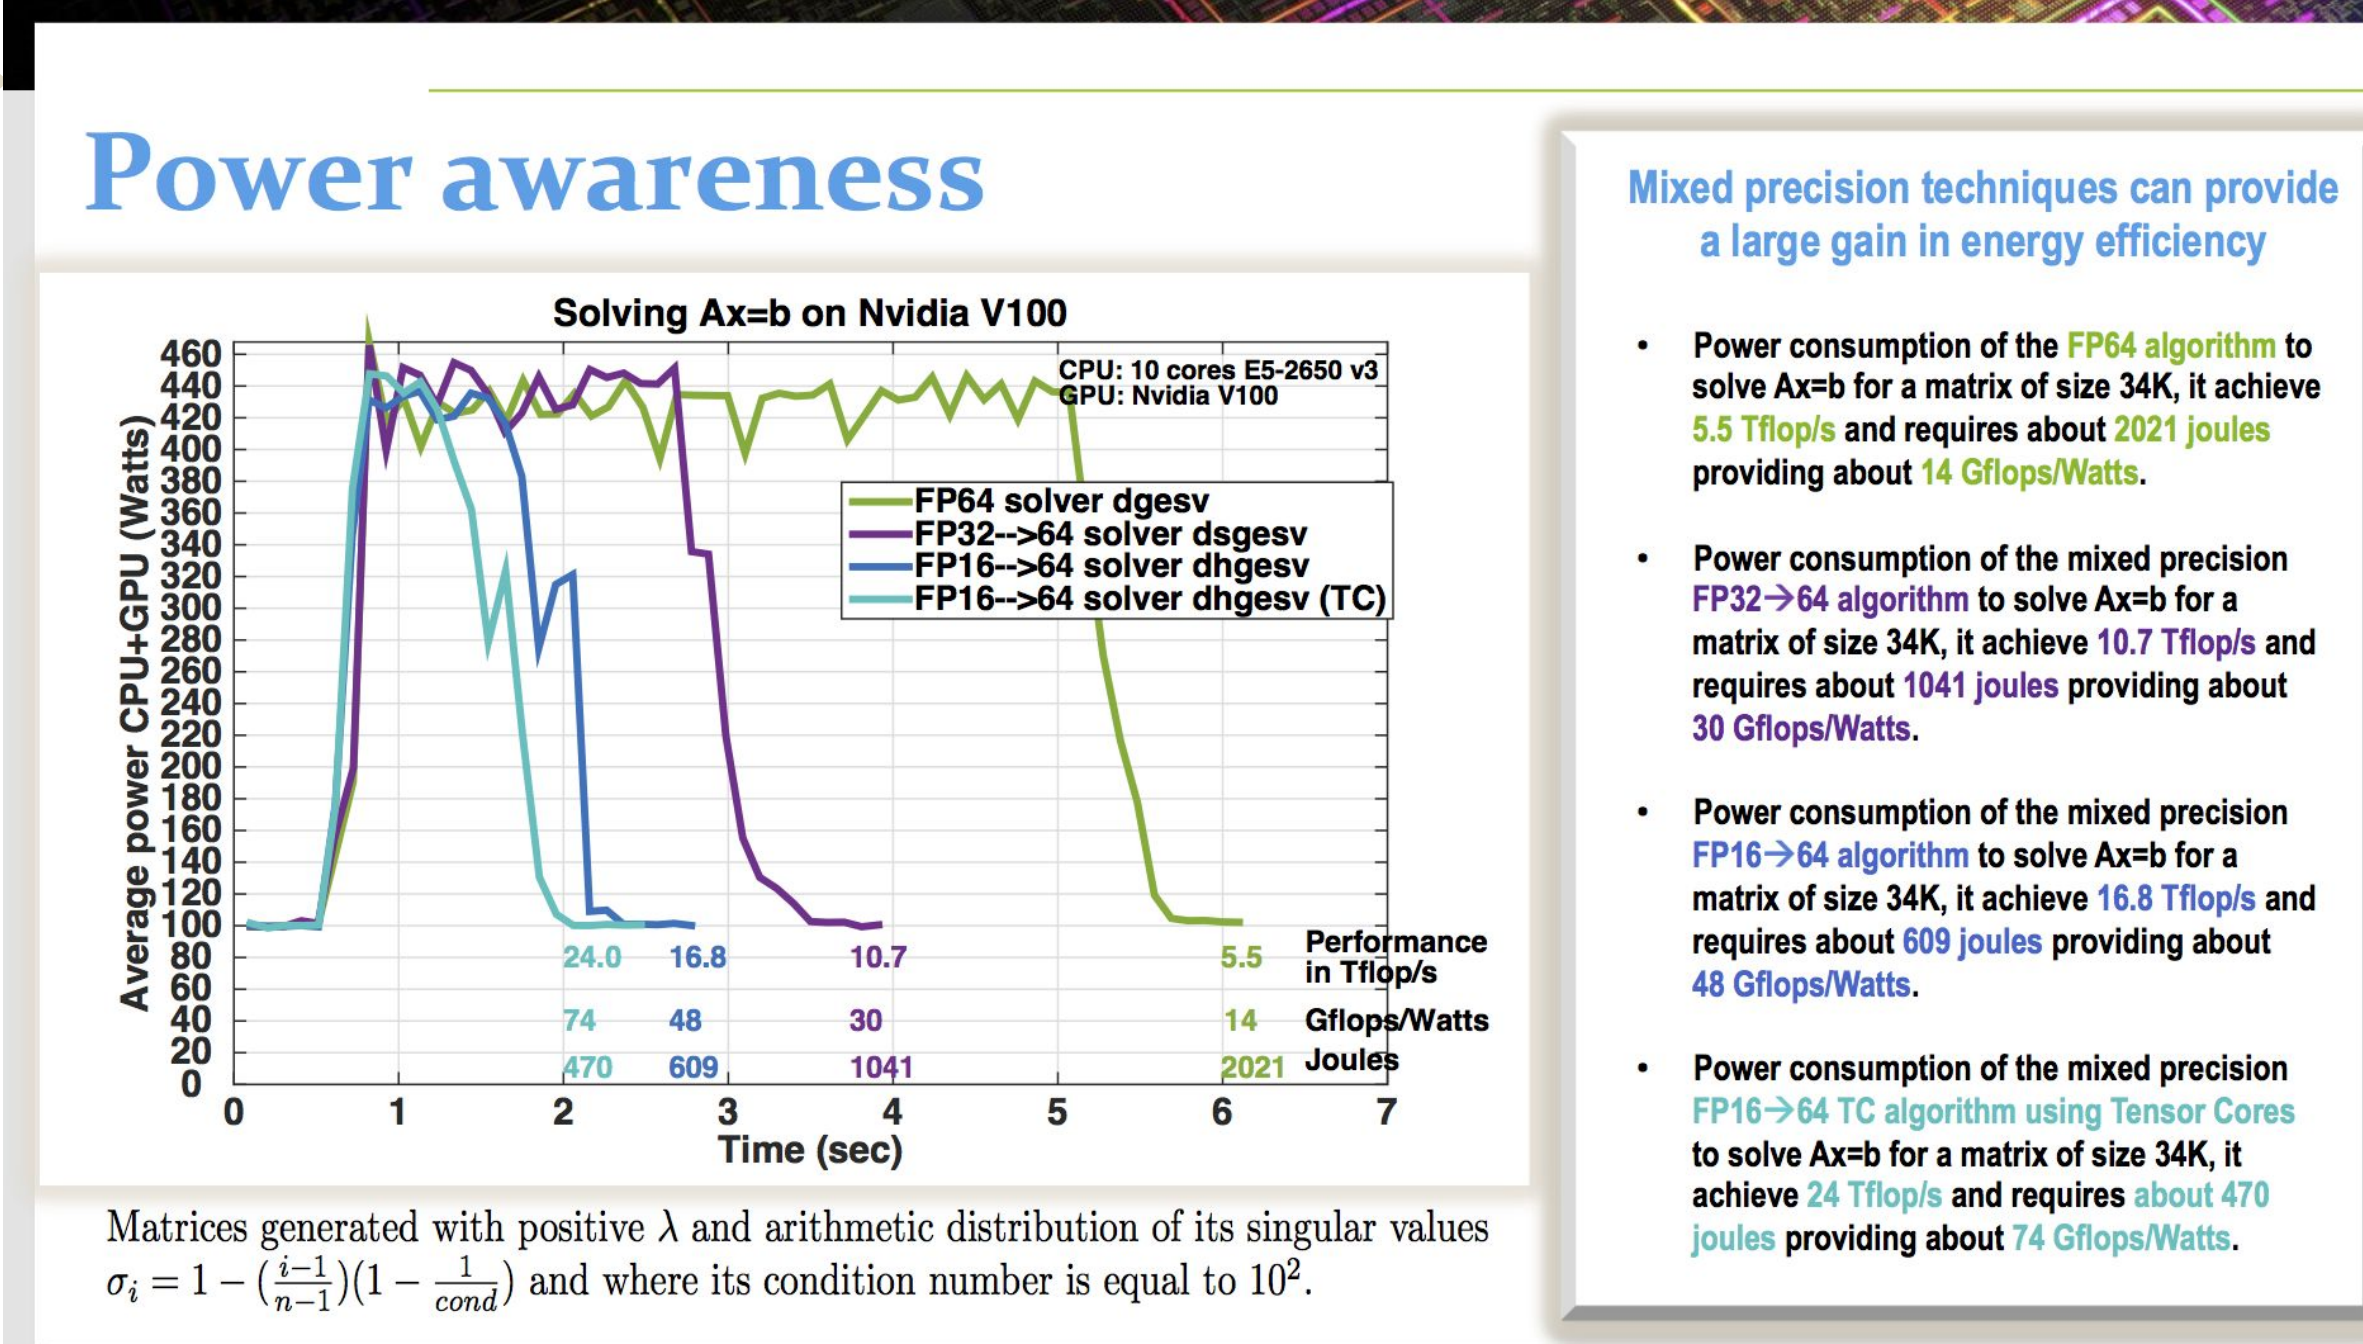 Power awareness
Solving Ax=b on Nvidia V100
CPU: 10 cores E5-2650 v3
GPU: Nvidia V100
Average power CPU+GPU (Watts)
460
440
420
400
380
360
340
320
300
280
260
240
220
200
180
160
140
120
100
80
60
40
20
0
FP64 solver dgesv
FP32-->64 solver dsgesv
FP16-->64 solver dhgesv
FP16-->64 solver dhgesv (TC)
24.0 16.8 10.7 5.5 Performance
in Tflop/s
74 48 30 14 Gflops/Watts
470 609 1041 2021 Joules
0 1 2 3 4 5 6 7
Time (sec)
Matrices generated with positive λ and arithmetic distribution of its singular values
σᵢ = 1 − (i−1/n−1)(1 − 1/cond) and where its condition number is equal to 10².
Mixed precision techniques can provide
a large gain in energy efficiency
• Power consumption of the FP64 algorithm to
solve Ax=b for a matrix of size 34K, it achieve
5.5 Tflop/s and requires about 2021 joules
providing about 14 Gflops/Watts.
• Power consumption of the mixed precision
FP32→64 algorithm to solve Ax=b for a
matrix of size 34K, it achieve 10.7 Tflop/s and
requires about 1041 joules providing about
30 Gflops/Watts.
• Power consumption of the mixed precision
FP16→64 algorithm to solve Ax=b for a
matrix of size 34K, it achieve 16.8 Tflop/s and
requires about 609 joules providing about
48 Gflops/Watts.
• Power consumption of the mixed precision
FP16→64 TC algorithm using Tensor Cores
to solve Ax=b for a matrix of size 34K, it
achieve 24 Tflop/s and requires about 470
joules providing about 74 Gflops/Watts.